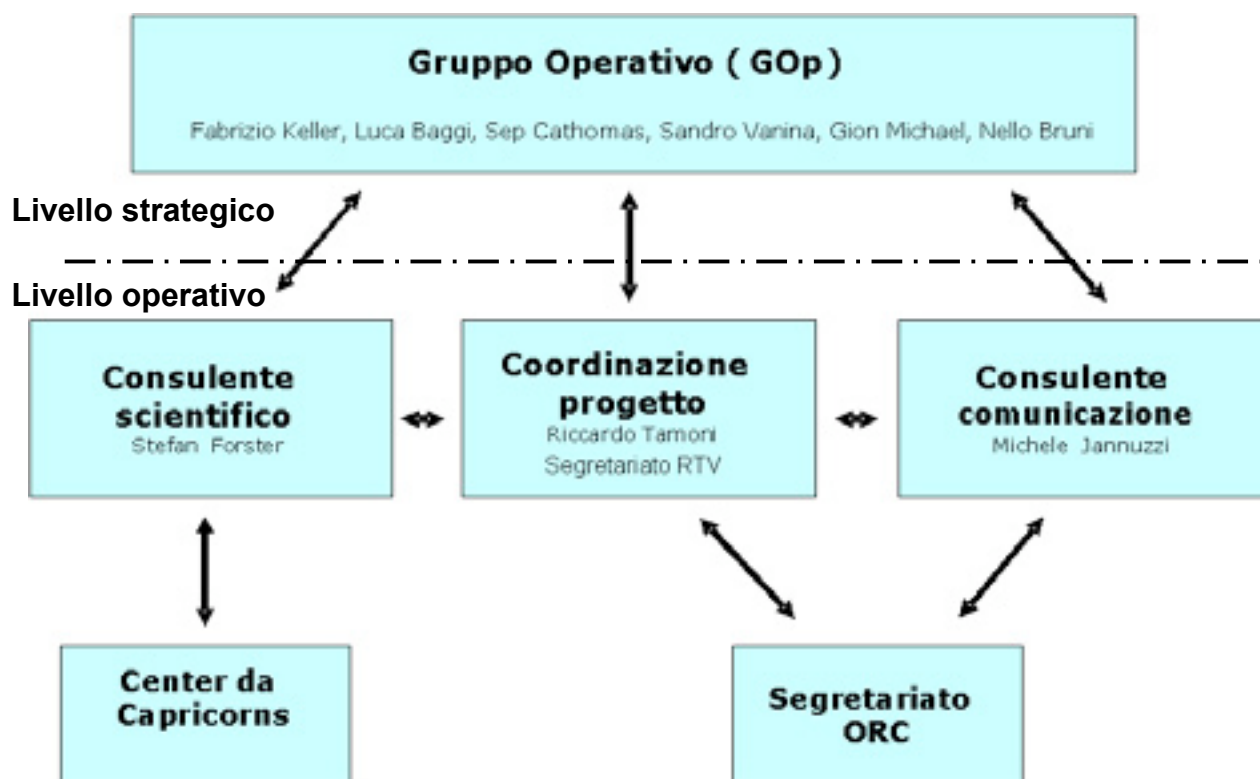 Gruppo Operativo ( GOp )
Fabrizio Keller, Luca Baggi, Sep Cathomas, Sandro Vanina, Gion Michael, Nello Bruni
Livello strategico
Livello operativo
Consulente
scientifico
Stefan Forster
Coordinazione
progetto
Riccardo Tamoni
Segretariato RTV
Consulente
comunicazione
Michele Jannuzzi
Center da
Capricorns
Segretariato
ORC